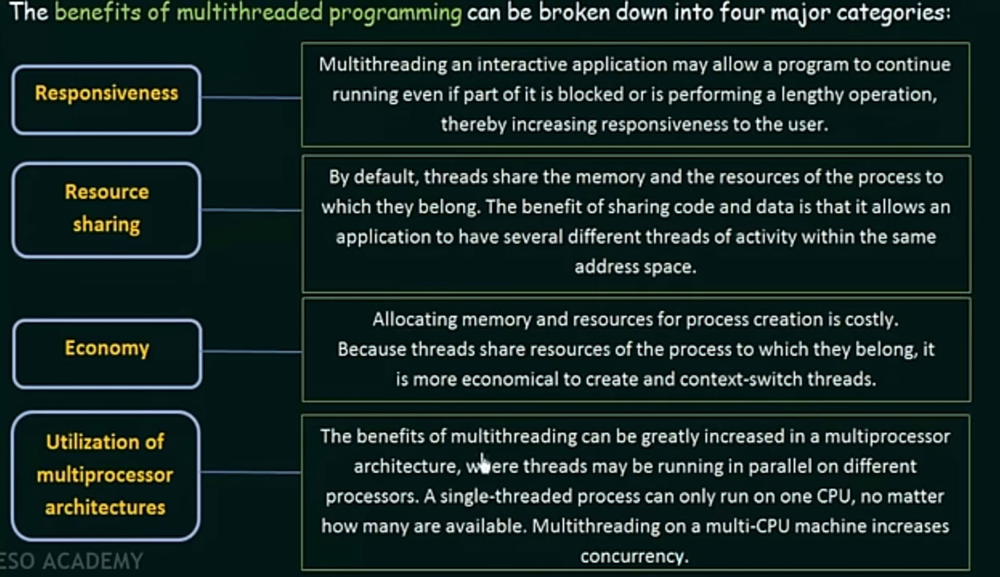 The benefits of multithreaded programming can be broken down into four major categories:
Responsiveness
Multithreading an interactive application may allow a program to continue
running even if part of it is blocked or is performing a lengthy operation,
thereby increasing responsiveness to the user.
Resource
sharing
By default, threads share the memory and the resources of the process to
which they belong. The benefit of sharing code and data is that it allows an
application to have several different threads of activity within the same
address space.
Economy
Allocating memory and resources for process creation is costly.
Because threads share resources of the process to which they belong, it
is more economical to create and context-switch threads.
Utilization of
multiprocessor
architectures
The benefits of multithreading can be greatly increased in a multiprocessor
architecture, where threads may be running in parallel on different
processors. A single-threaded process can only run on one CPU, no matter
how many are available. Multithreading on a multi-CPU machine increases
concurrency.
ESO ACADEMY